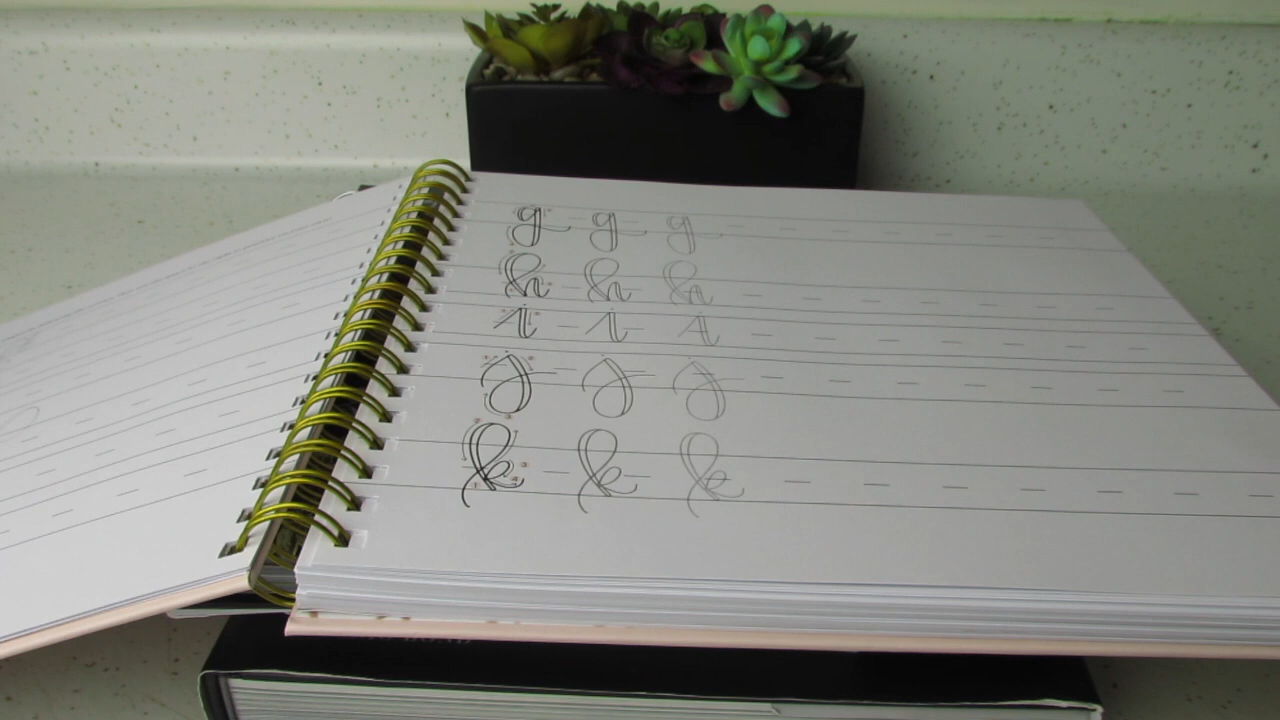 g g g
h h h
i i i
j j j
k k k